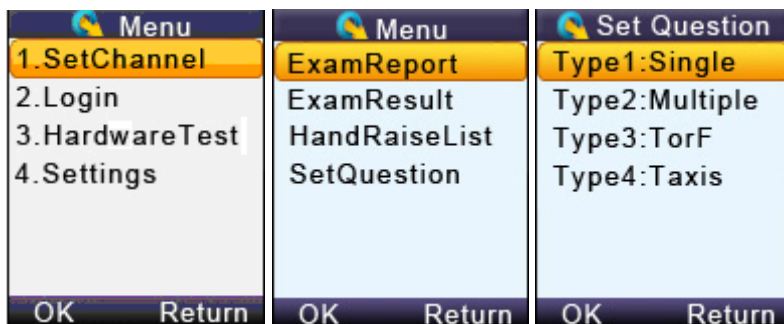 Menu
1.SetChannel
2.Login
3.HardwareTest
4.Settings
OK Return
Menu
ExamReport
ExamResult
HandRaiseList
SetQuestion
OK Return
Set Question
Type1:Single
Type2:Multiple
Type3:TorF
Type4:Taxis
OK Return